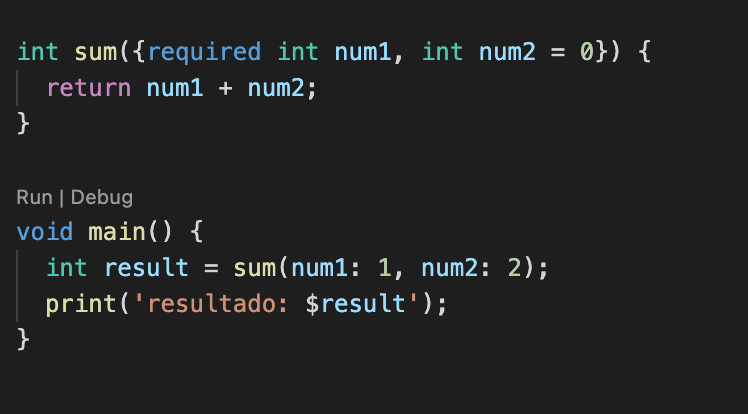 int sum({required int num1, int num2 = 0}) {
  return num1 + num2;
}
Run | Debug
void main() {
  int result = sum(num1: 1, num2: 2);
  print('resultado: $result');
}